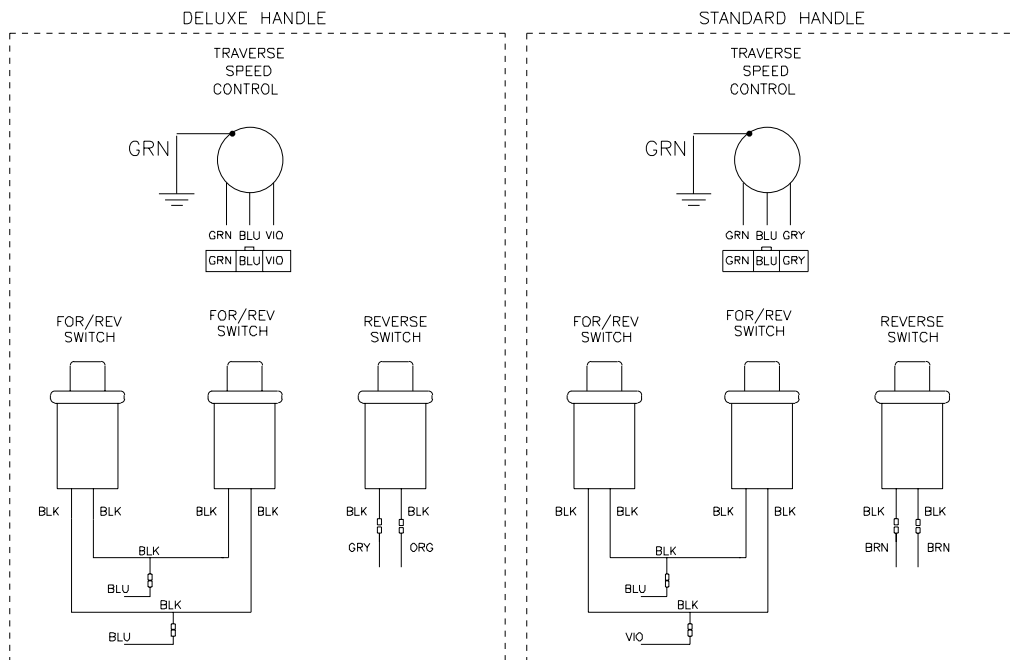 DELUXE HANDLE
TRAVERSE
SPEED
CONTROL
GRN
GRN BLU VIO
GRN BLU VIO
FOR/REV
SWITCH
FOR/REV
SWITCH
REVERSE
SWITCH
BLK BLK BLK BLK BLK BLK
GRY ORG
BLK
BLU
BLK
BLU
STANDARD HANDLE
TRAVERSE
SPEED
CONTROL
GRN
GRN BLU GRY
GRN BLU GRY
FOR/REV
SWITCH
FOR/REV
SWITCH
REVERSE
SWITCH
BLK BLK BLK BLK BLK BLK
BRN BRN
BLK
BLU
BLK
VIO